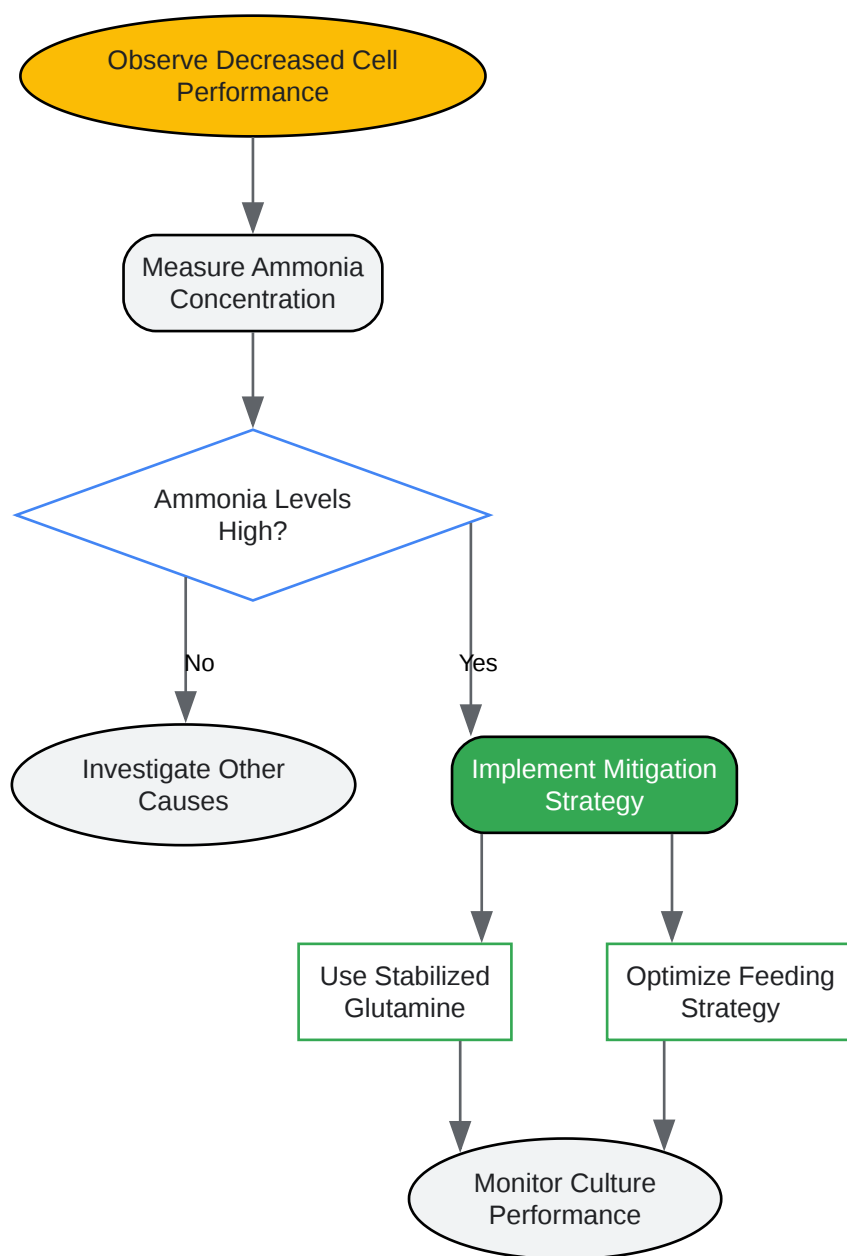 Observe Decreased Cell
Performance
Measure Ammonia
Concentration
Ammonia Levels
High?
No
Yes
Investigate Other
Causes
Implement Mitigation
Strategy
Use Stabilized
Glutamine
Optimize Feeding
Strategy
Monitor Culture
Performance